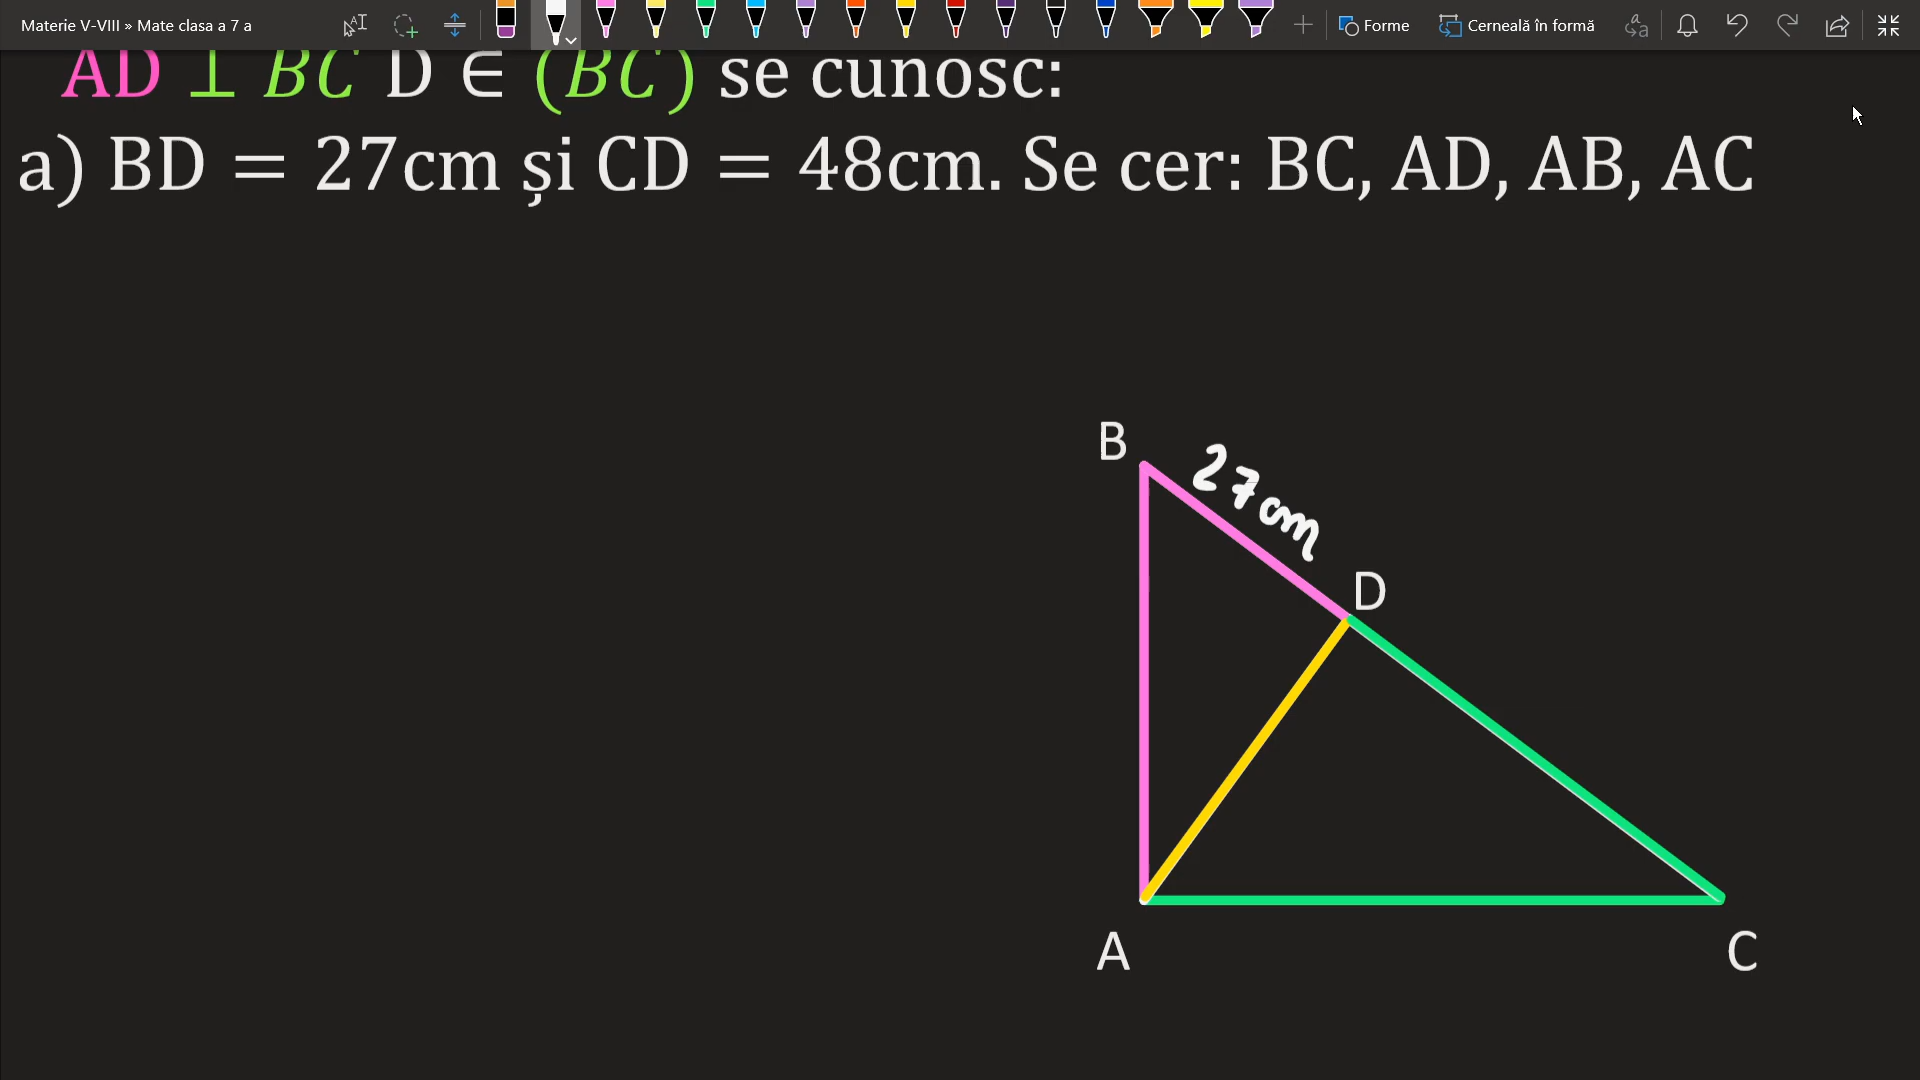 Materie V-VIII » Mate clasa a 7 a
Forme
Cerneală în formă
AD ⊥ BC D ∈ (BC) se cunosc:
a) BD = 27cm și CD = 48cm. Se cer: BC, AD, AB, AC
B
27cm
D
A
C